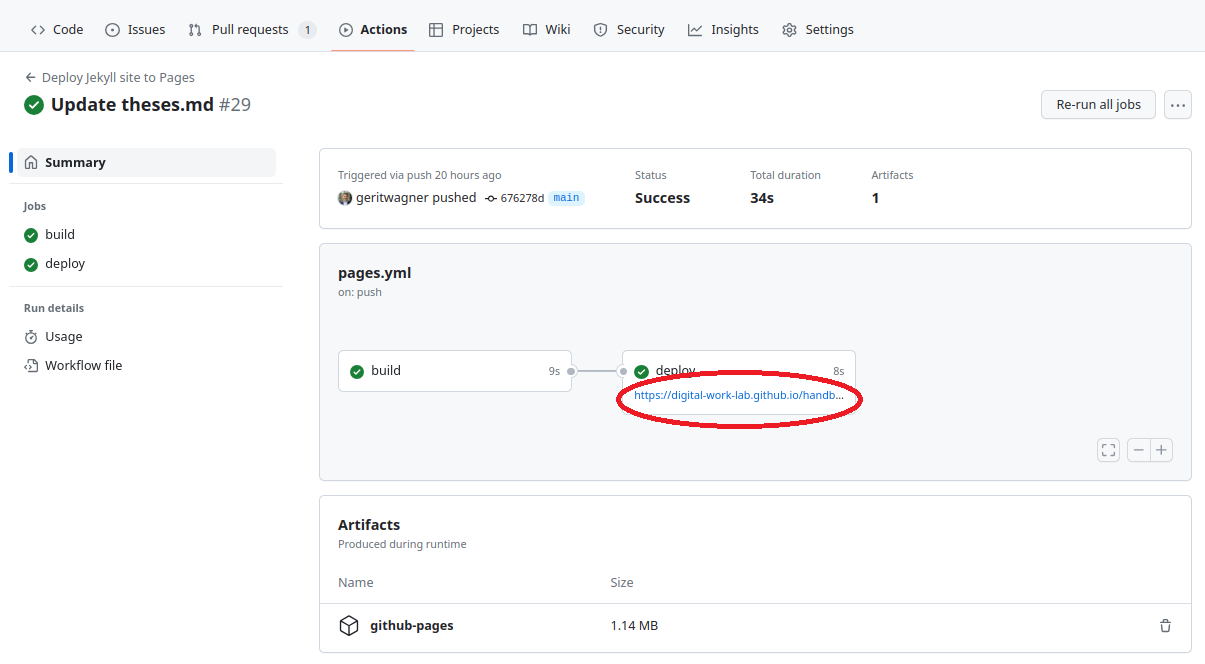 Code Issues Pull requests 1 Actions Projects Wiki Security Insights Settings
Deploy Jekyll site to Pages
Update theses.md #29
Re-run all jobs
Summary
Jobs
build
deploy
Run details
Usage
Workflow file
Triggered via push 20 hours ago
geritwagner pushed 676278d main
Status
Success
Total duration
34s
Artifacts
1
pages.yml
on: push
build 9s
deploy 8s
https://digital-work-lab.github.io/handb...
Artifacts
Produced during runtime
Name Size
github-pages 1.14 MB